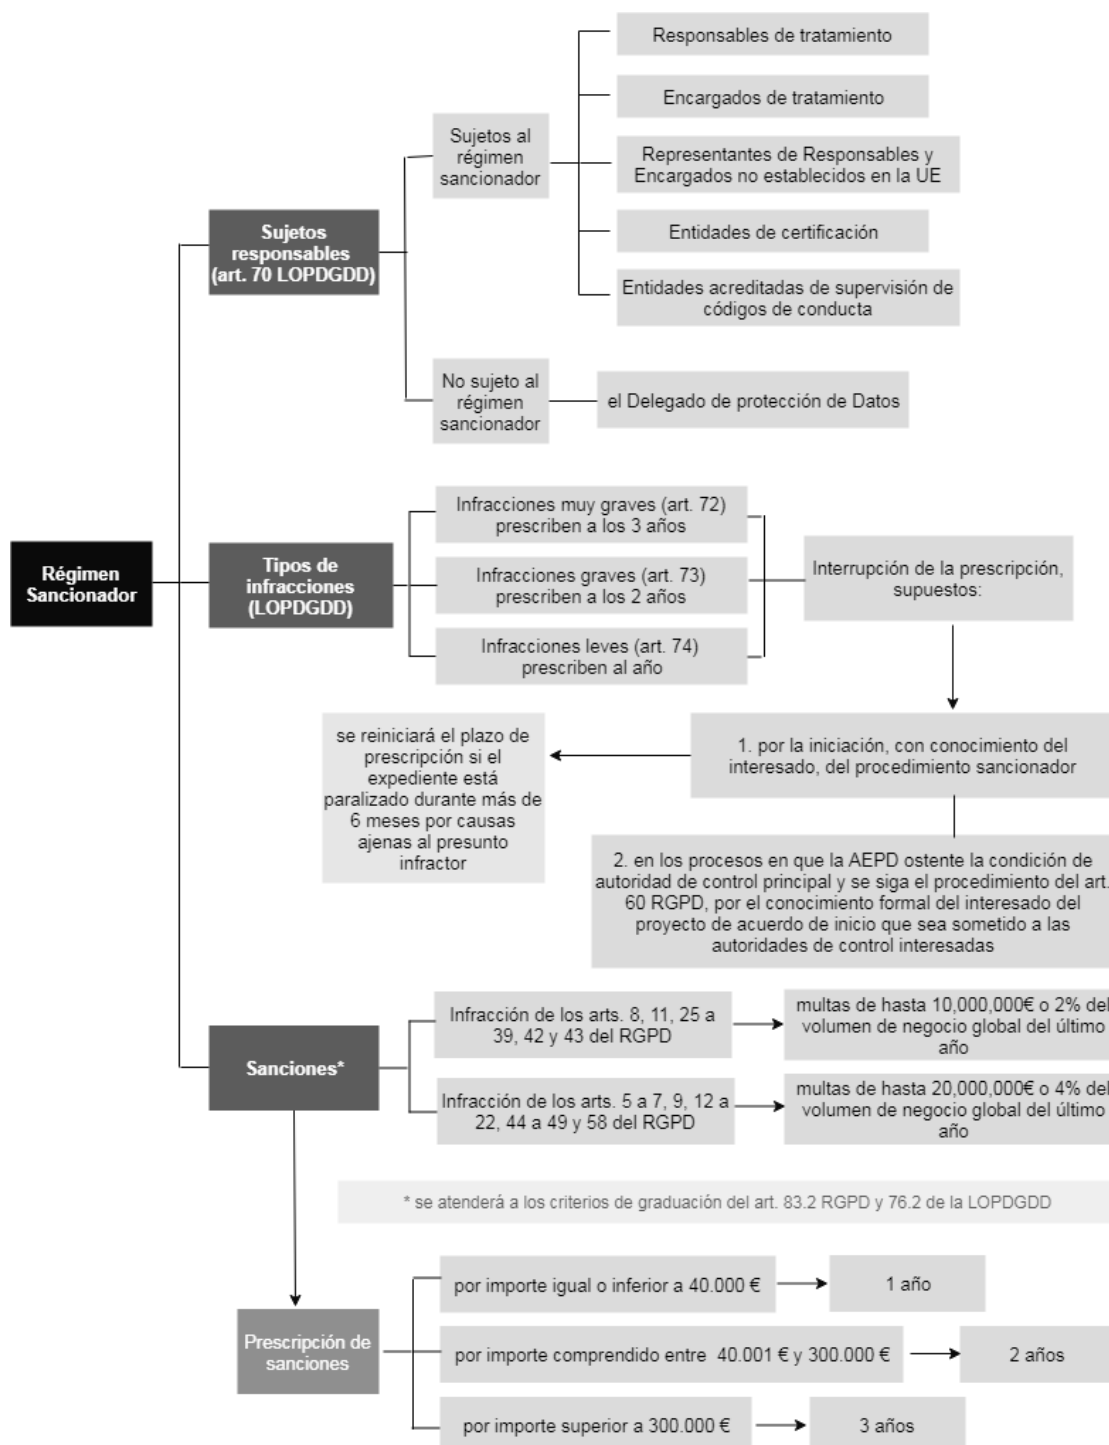 Régimen
Sancionador
Sujetos
responsables
(art. 70 LOPDGDD)
Sujetos al
régimen
sancionador
Responsables de tratamiento
Encargados de tratamiento
Representantes de Responsables y
Encargados no establecidos en la UE
Entidades de certificación
Entidades acreditadas de supervisión de
códigos de conducta
No sujeto al
régimen
sancionador
el Delegado de protección de Datos
Tipos de
infracciones
(LOPDGDD)
Infracciones muy graves (art. 72)
prescriben a los 3 años
Infracciones graves (art. 73)
prescriben a los 2 años
Infracciones leves (art. 74)
prescriben al año
Interrupción de la prescripción,
supuestos:
1. por la iniciación, con conocimiento del
interesado, del procedimiento sancionador
se reiniciará el plazo de
prescripción si el
expediente está
paralizado durante más de
6 meses por causas
ajenas al presunto
infractor
2. en los procesos en que la AEPD ostente la condición de
autoridad de control principal y se siga el procedimiento del art.
60 RGPD, por el conocimiento formal del interesado del
proyecto de acuerdo de inicio que sea sometido a las
autoridades de control interesadas
Sanciones*
Infracción de los arts. 8, 11, 25 a
39, 42 y 43 del RGPD
multas de hasta 10,000,000€ o 2% del
volumen de negocio global del último
año
Infracción de los arts. 5 a 7, 9, 12 a
22, 44 a 49 y 58 del RGPD
multas de hasta 20,000,000€ o 4% del
volumen de negocio global del último
año
* se atenderá a los criterios de graduación del art. 83.2 RGPD y 76.2 de la LOPDGDD
Prescripción de
sanciones
por importe igual o inferior a 40.000 €
1 año
por importe comprendido entre 40.001 € y 300.000 €
2 años
por importe superior a 300.000 €
3 años